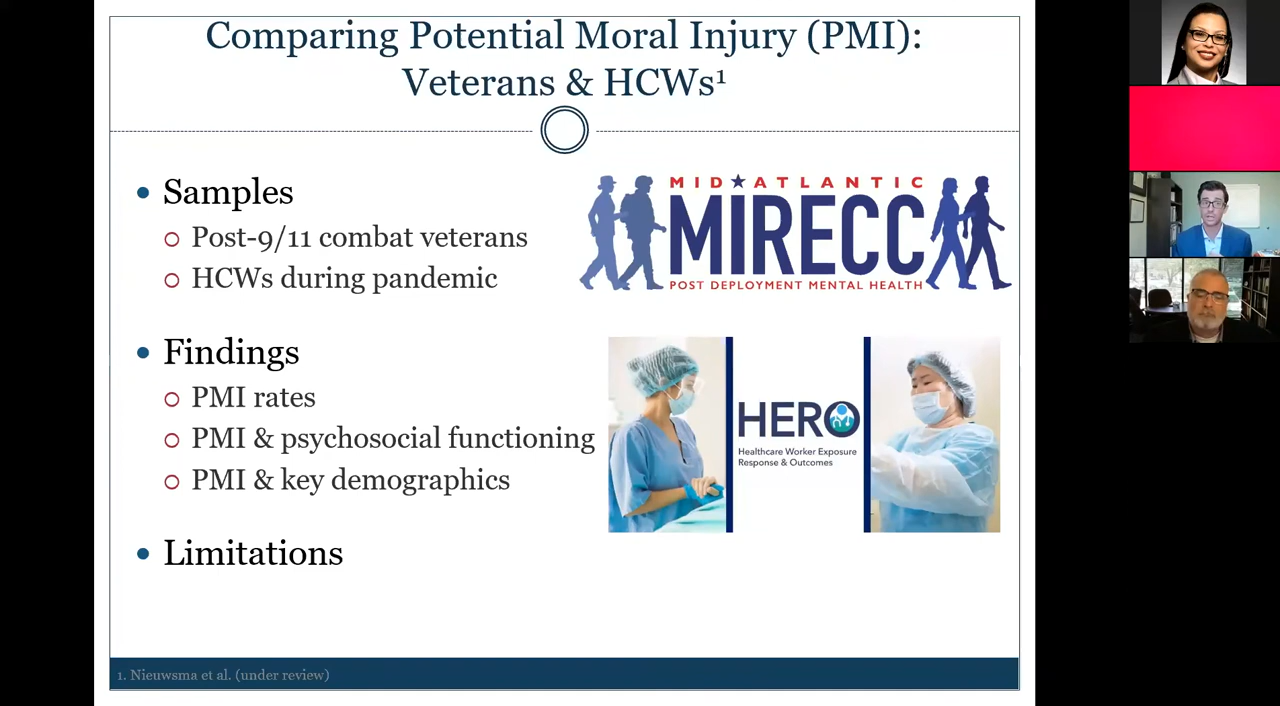 Comparing Potential Moral Injury (PMI):
Veterans & HCWs¹
Samples
Post-9/11 combat veterans
HCWs during pandemic
MID★ATLANTIC
MIRECC
POST DEPLOYMENT MENTAL HEALTH
Findings
PMI rates
PMI & psychosocial functioning
PMI & key demographics
HERO
Healthcare Worker Exposure
Response & Outcomes
Limitations
1. Nieuwsma et al. (under review)